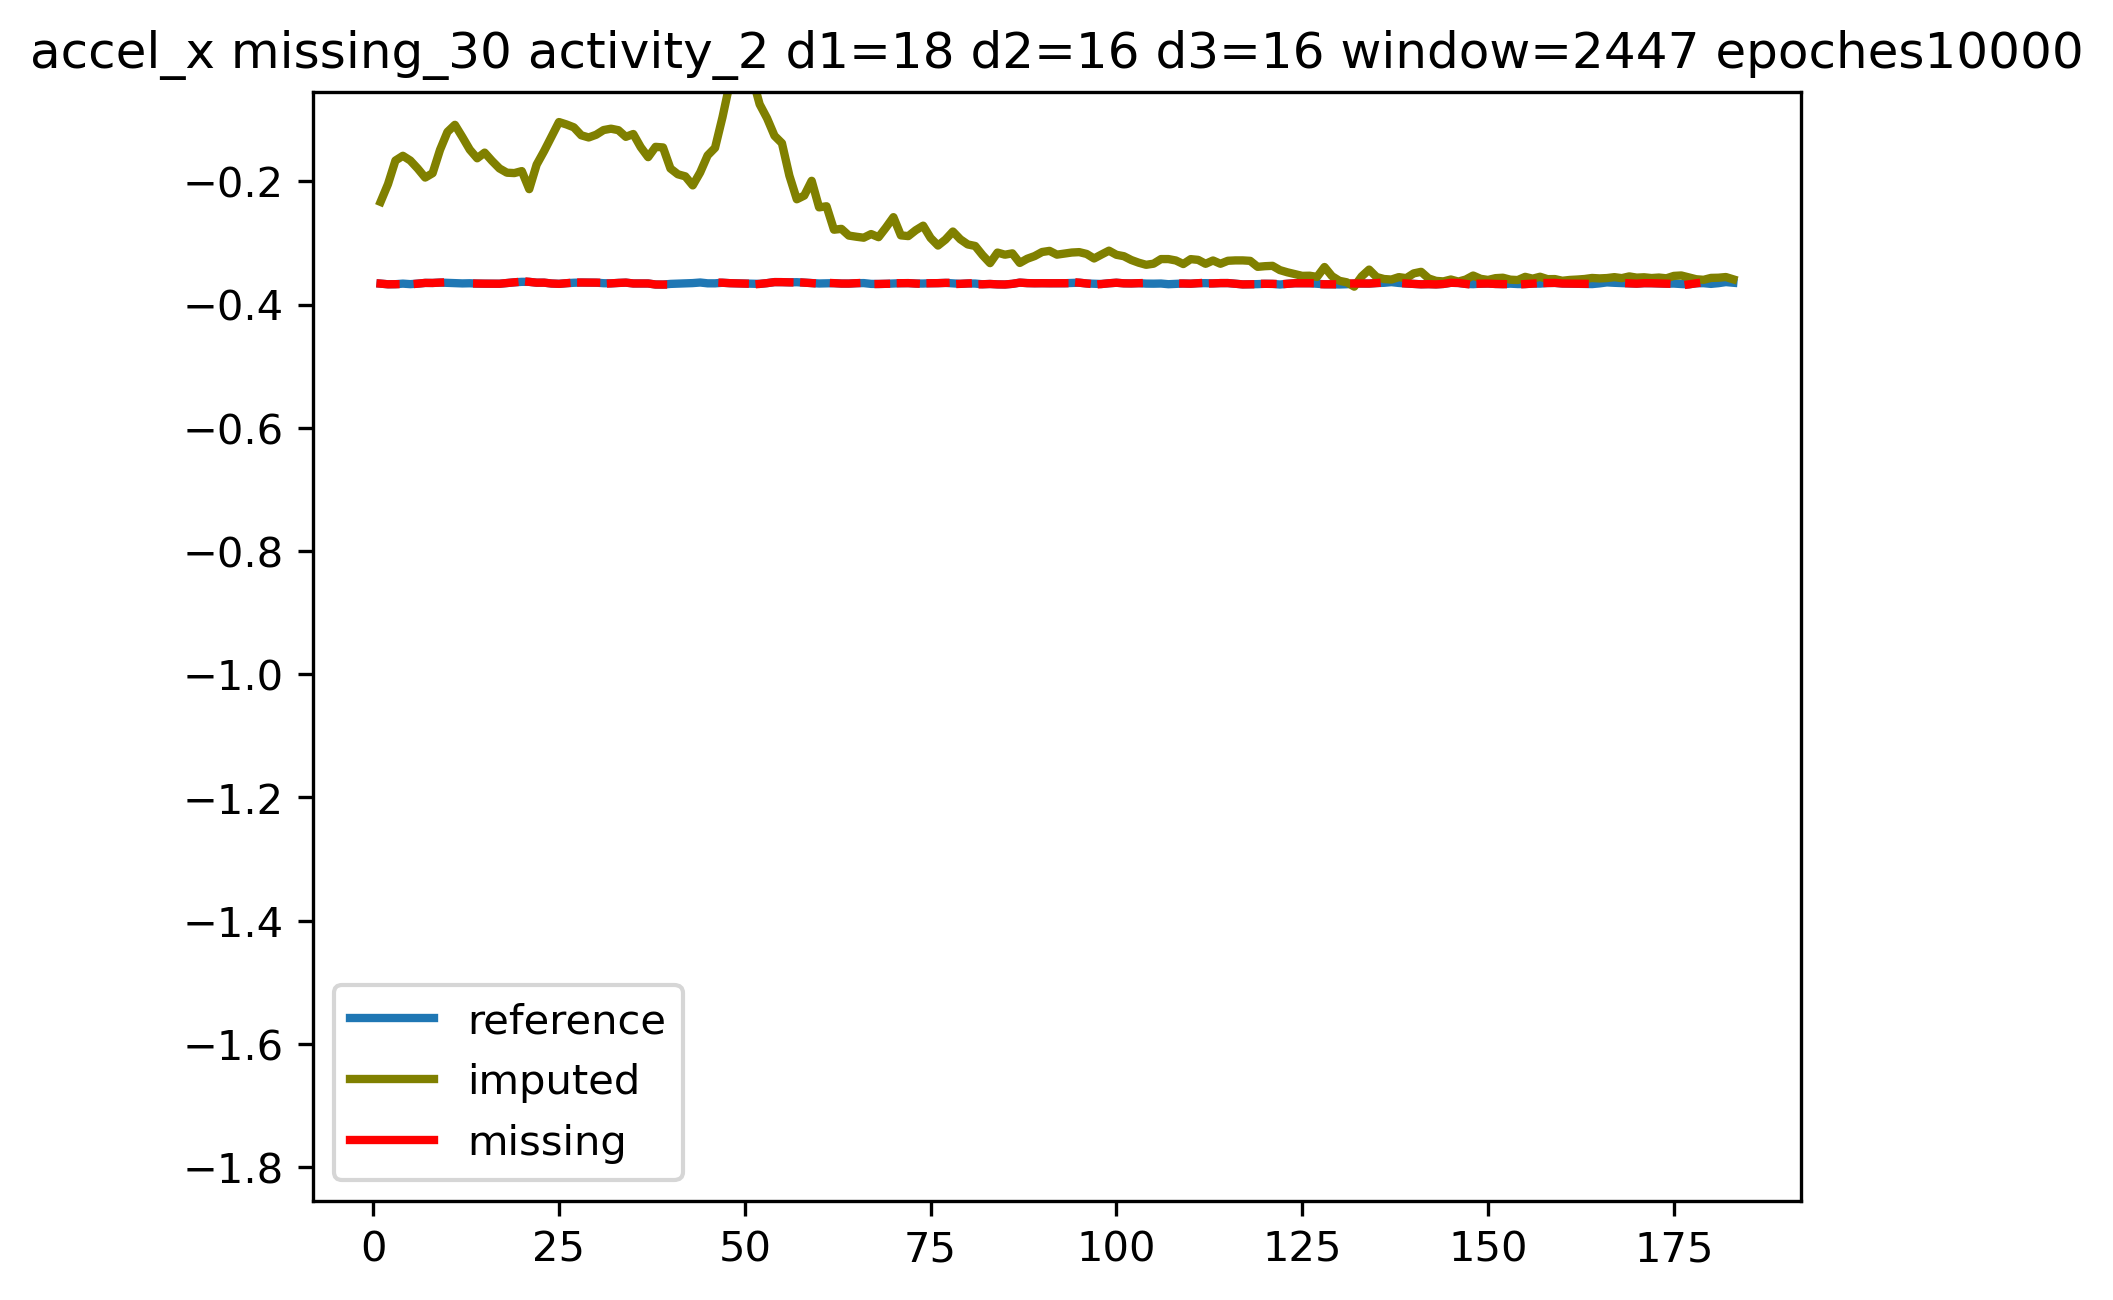 accel_x missing_30 activity_2 d1=18 d2=16 d3=16 window=2447 epoches10000
−0.2
−0.4
−0.6
−0.8
−1.0
−1.2
−1.4
−1.6
−1.8
reference
imputed
missing
0 25 50 75 100 125 150 175